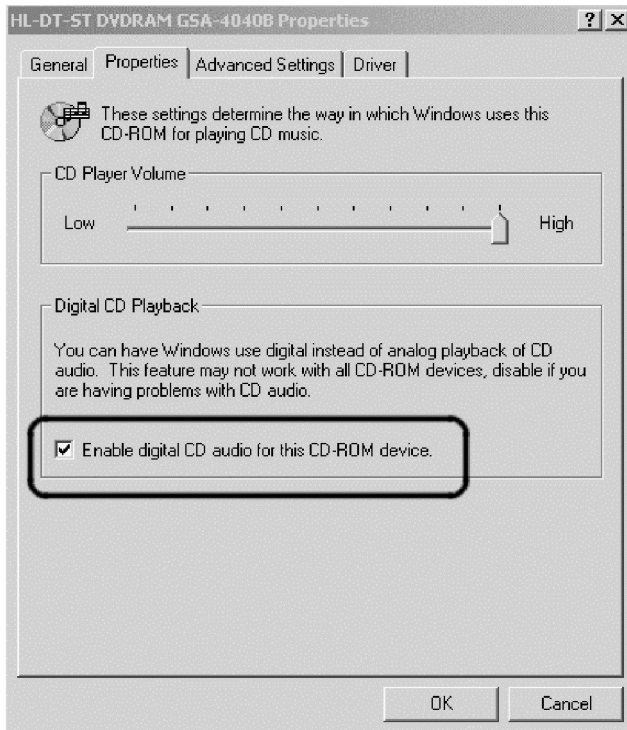 HL-DT-ST DVDRAM GSA-4040B Properties
General Properties Advanced Settings Driver
These settings determine the way in which Windows uses this
CD-ROM for playing CD music.
CD Player Volume
Low High
Digital CD Playback
You can have Windows use digital instead of analog playback of CD
audio. This feature may not work with all CD-ROM devices, disable if you
are having problems with CD audio.
Enable digital CD audio for this CD-ROM device.
OK Cancel